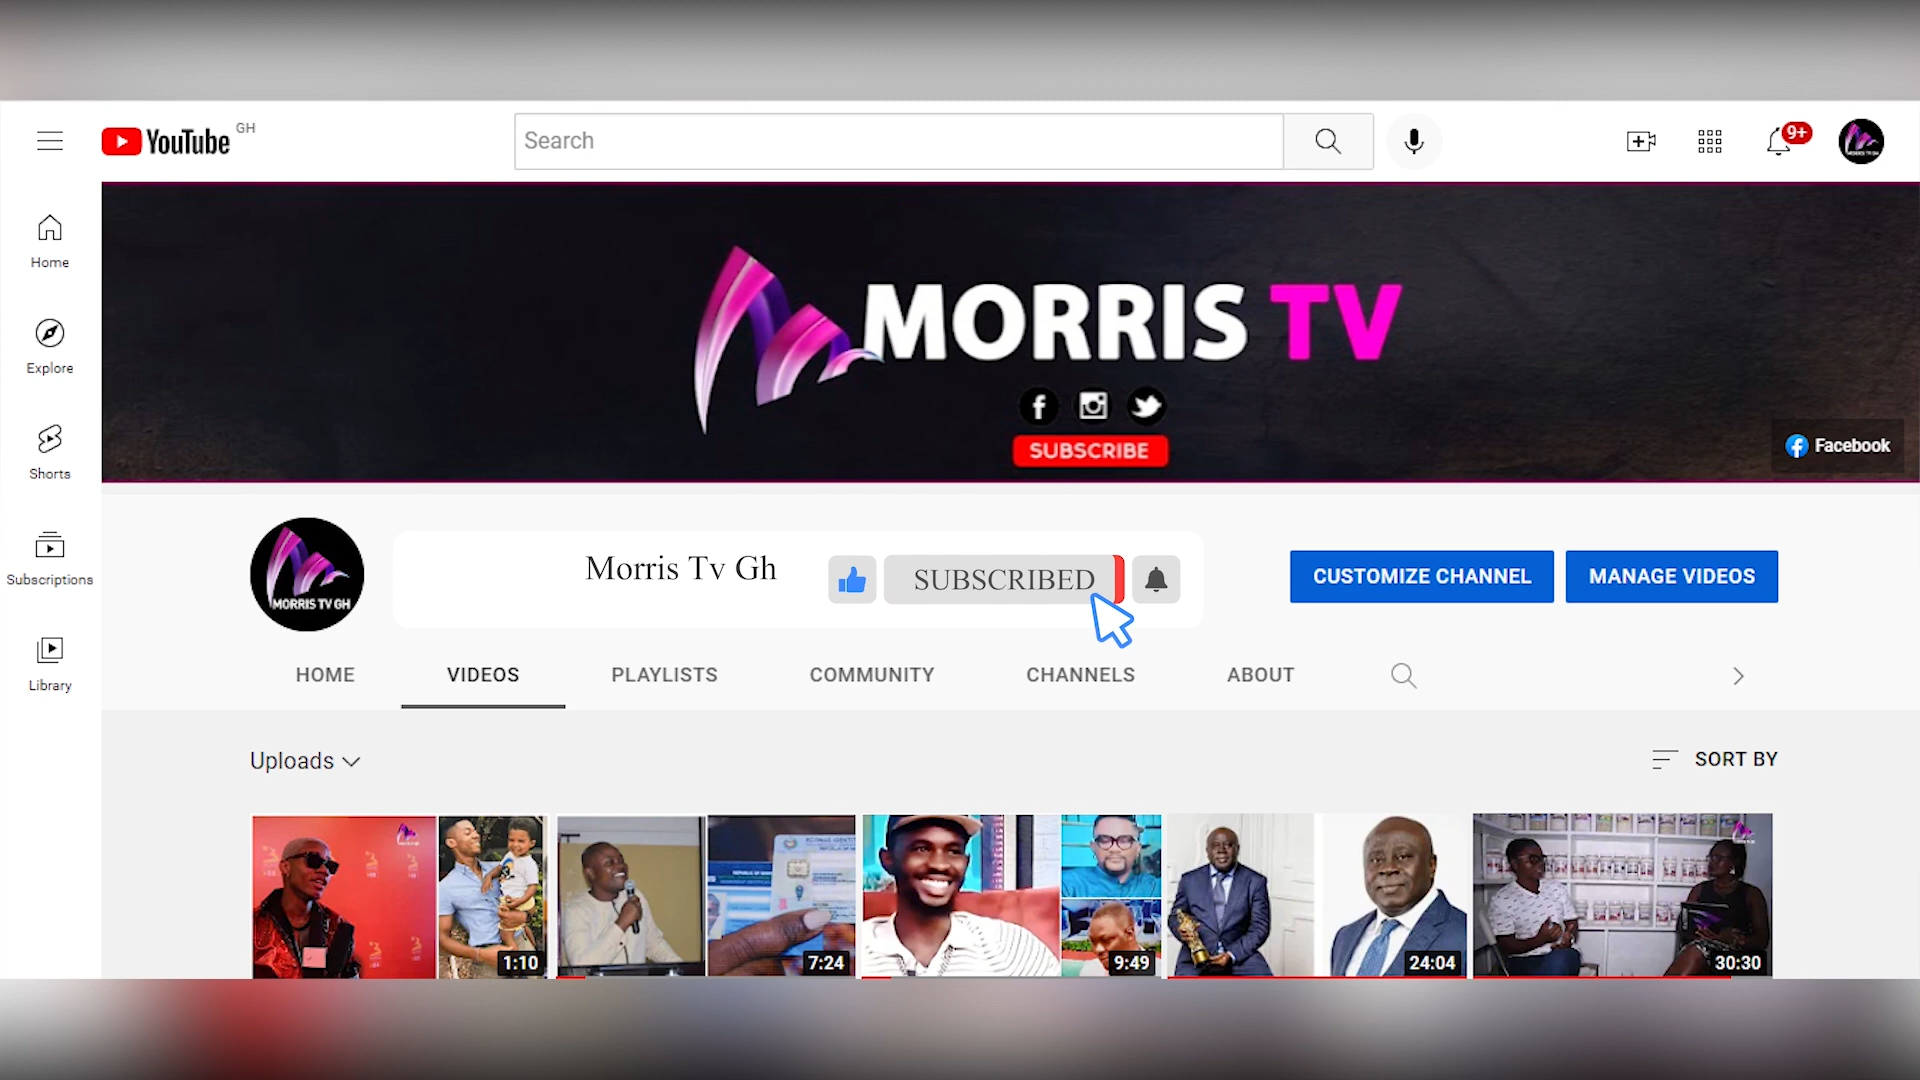 YouTube GH
Search
9+
Home
Explore
Shorts
Subscriptions
Library
MORRIS TV
SUBSCRIBE
Facebook
MORRIS TV GH
Morris Tv Gh
SUBSCRIBED
CUSTOMIZE CHANNEL
MANAGE VIDEOS
HOME VIDEOS PLAYLISTS COMMUNITY CHANNELS ABOUT
Uploads
SORT BY
1:10
7:24
9:49
24:04
30:30